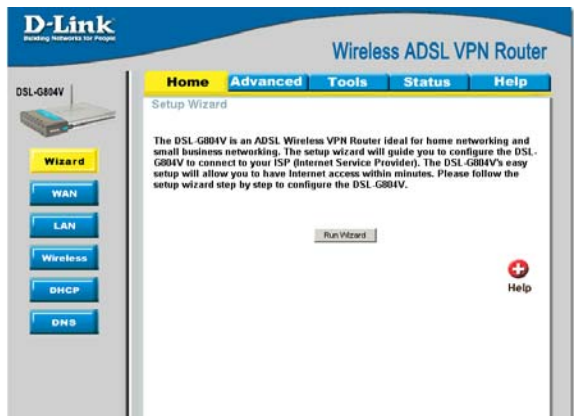 D-Link
Building Networks for People
Wireless ADSL VPN Router
DSL-G804V
Home Advanced Tools Status Help
Setup Wizard
The DSL-G804V is an ADSL Wireless VPN Router ideal for home networking and
small business networking. The setup wizard will guide you to configure the DSL-
G804V to connect to your ISP (Internet Service Provider). The DSL-G804V's easy
setup will allow you to have Internet access within minutes. Please follow the
setup wizard step by step to configure the DSL-G804V.
Wizard
WAN
LAN
Wireless
DHCP
DNS
Run Wizard
Help